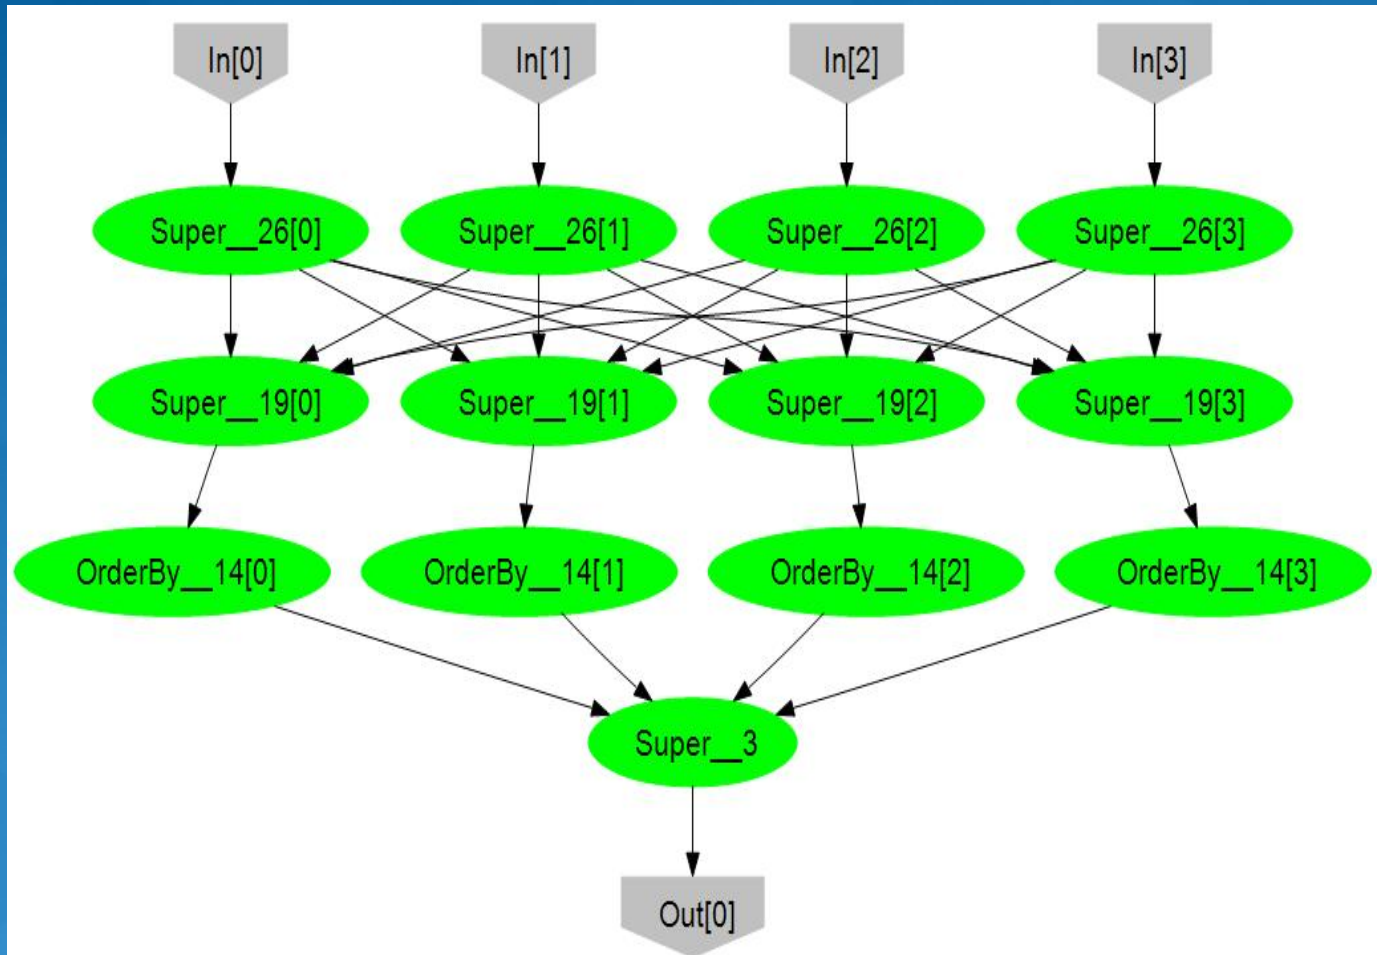 In[0] In[1] In[2] In[3]
Super__26[0] Super__26[1] Super__26[2] Super__26[3]
Super__19[0] Super__19[1] Super__19[2] Super__19[3]
OrderBy__14[0] OrderBy__14[1] OrderBy__14[2] OrderBy__14[3]
Super__3
Out[0]